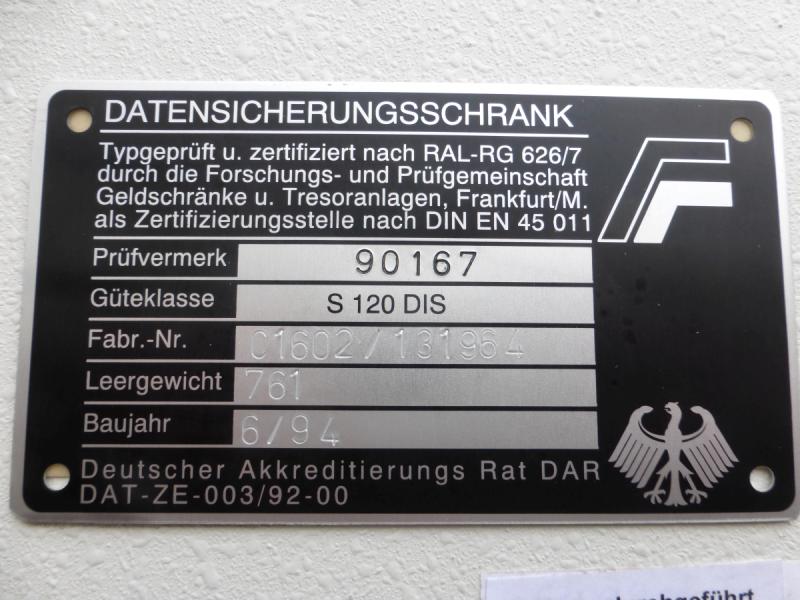 DATENSICHERUNGSSCHRANK
Typgeprüft u. zertifiziert nach RAL-RG 626/7
durch die Forschungs- und Prüfgemeinschaft
Geldschränke u. Tresoranlagen, Frankfurt/M.
als Zertifizierungsstelle nach DIN EN 45 011
Prüfvermerk 90167
Güteklasse S 120 DIS
Fabr.-Nr. 01602/131964
Leergewicht 761
Baujahr 6/94
Deutscher Akkreditierungs Rat DAR
DAT-ZE-003/92-00